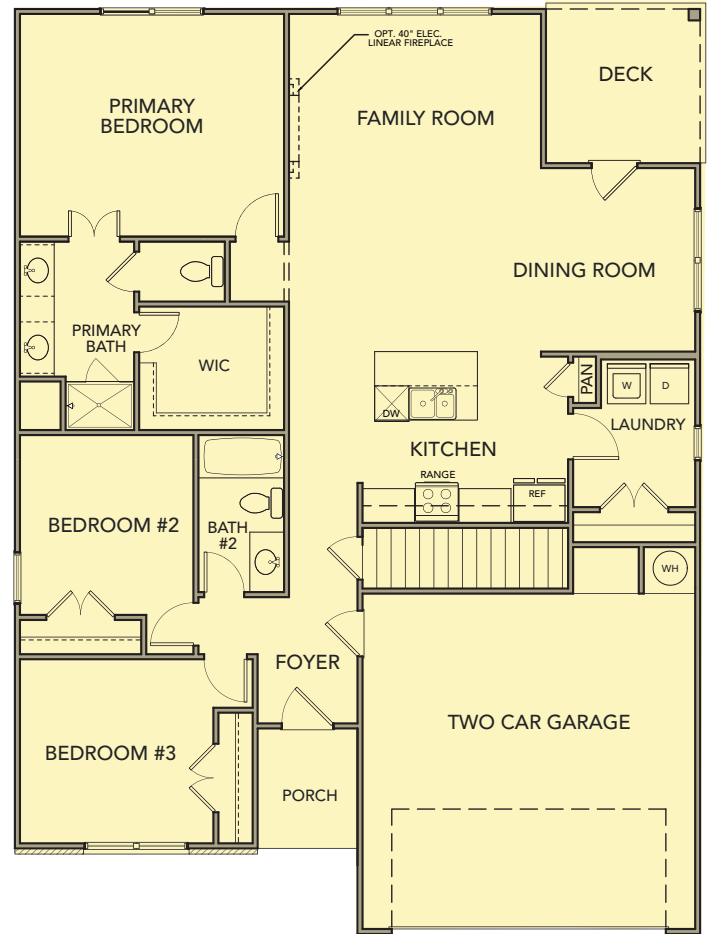 OPT. 40" ELEC.
LINEAR FIREPLACE
DECK
PRIMARY
BEDROOM
FAMILY ROOM
DINING ROOM
PRIMARY
BATH
WIC
PAN
W
D
DW
LAUNDRY
KITCHEN
RANGE
REF
BEDROOM #2
BATH
#2
WH
FOYER
TWO CAR GARAGE
BEDROOM #3
PORCH